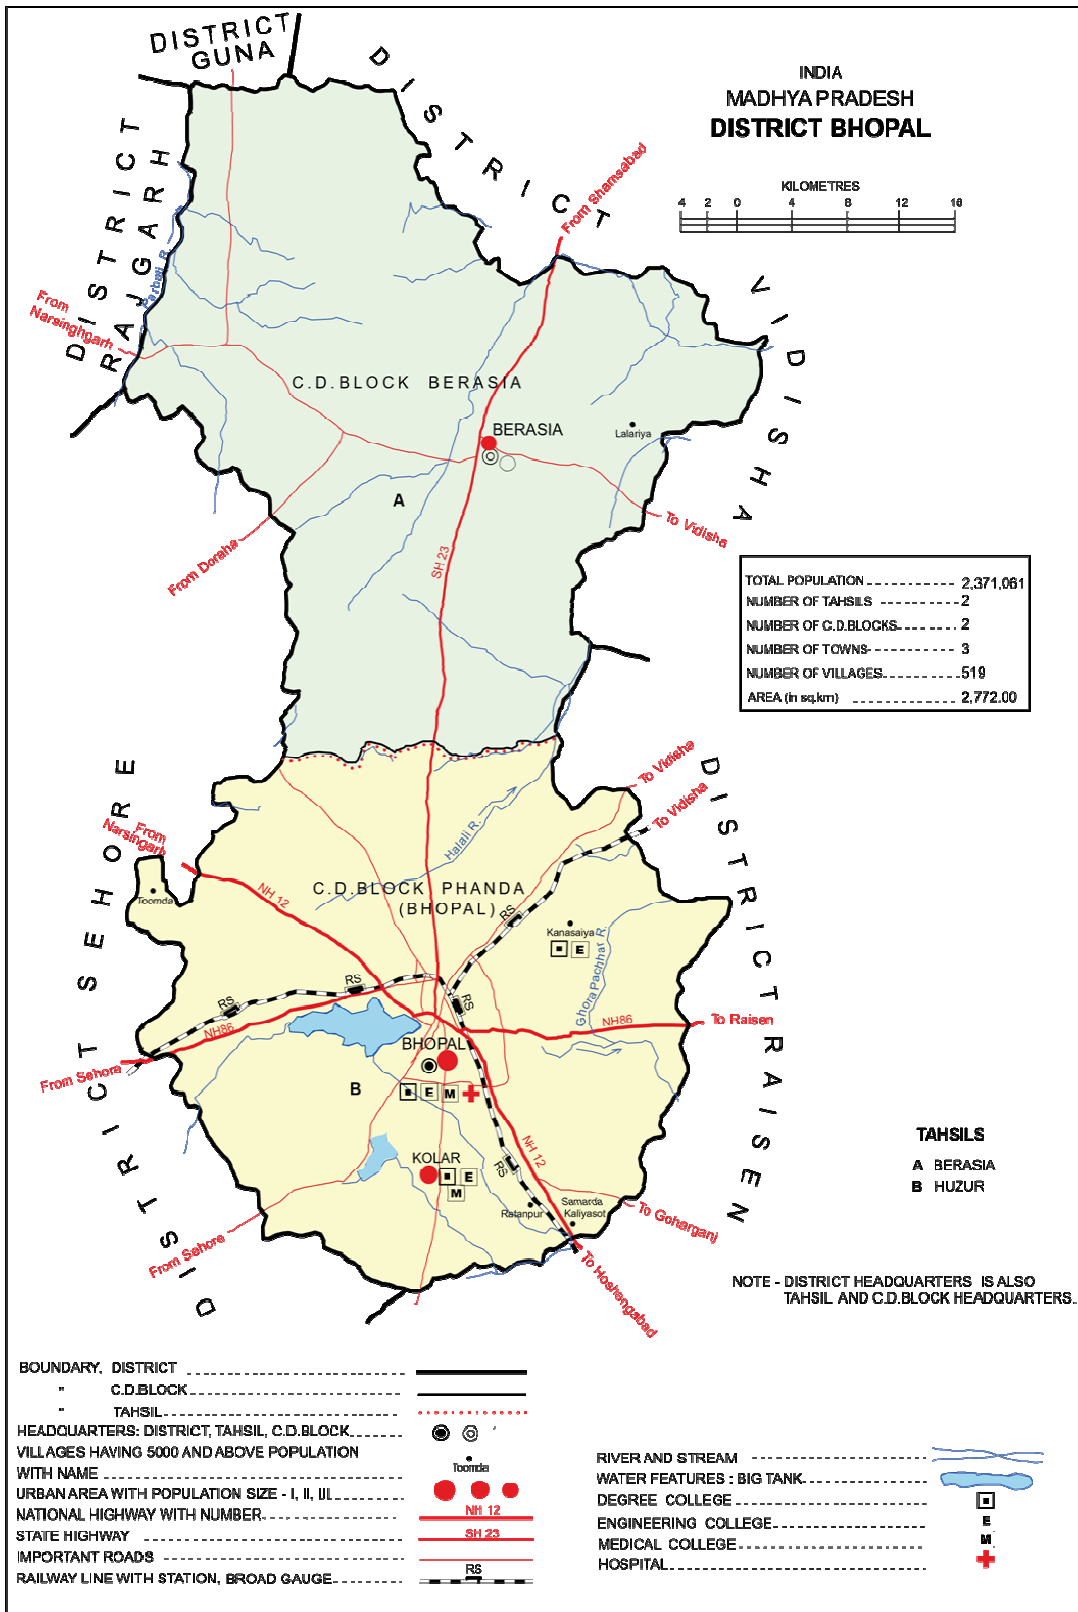 DISTRICT
GUNA
DISTRICT
VIDISHA
DISTRICT
RAJGARH
INDIA
MADHYA PRADESH
DISTRICT BHOPAL
KILOMETRES
4 2 0 4 8 12 16
From Shamsabad
Parbati R.
From
Narsinghgarh
C.D.BLOCK BERASIA
BERASIA
Lalariya
A
To Vidisha
From Doraha
SH 23
TOTAL POPULATION 2,371,061
NUMBER OF TAHSILS 2
NUMBER OF C.D.BLOCKS 2
NUMBER OF TOWNS 3
NUMBER OF VILLAGES 519
AREA (in sq.km) 2,772.00
DISTRICT SEHORE
DISTRICT RAISEN
To Vidisha
To Vidisha
From
Narsingarh
Toomda
Halali R.
NH 12
C.D.BLOCK PHANDA
(BHOPAL)
RS
Kanasaiya
E
Ghora Pachhar R.
RS
RS
RS
NH86
NH86
To Raisen
From Sehore
BHOPAL
B
E M
KOLAR
E
M
RS
NH 12
Ratanpur
Samarda
Kaliyasot
To Goharganj
From Sehore
To Hoshangabad
TAHSILS
A BERASIA
B HUZUR
NOTE - DISTRICT HEADQUARTERS IS ALSO
TAHSIL AND C.D.BLOCK HEADQUARTERS.
BOUNDARY, DISTRICT
" C.D.BLOCK
" TAHSIL
HEADQUARTERS: DISTRICT, TAHSIL, C.D.BLOCK
VILLAGES HAVING 5000 AND ABOVE POPULATION
WITH NAME Toomda
URBAN AREA WITH POPULATION SIZE - I, II, III
NATIONAL HIGHWAY WITH NUMBER NH 12
STATE HIGHWAY SH 23
IMPORTANT ROADS
RAILWAY LINE WITH STATION, BROAD GAUGE RS
RIVER AND STREAM
WATER FEATURES : BIG TANK
DEGREE COLLEGE
ENGINEERING COLLEGE E
MEDICAL COLLEGE M
HOSPITAL